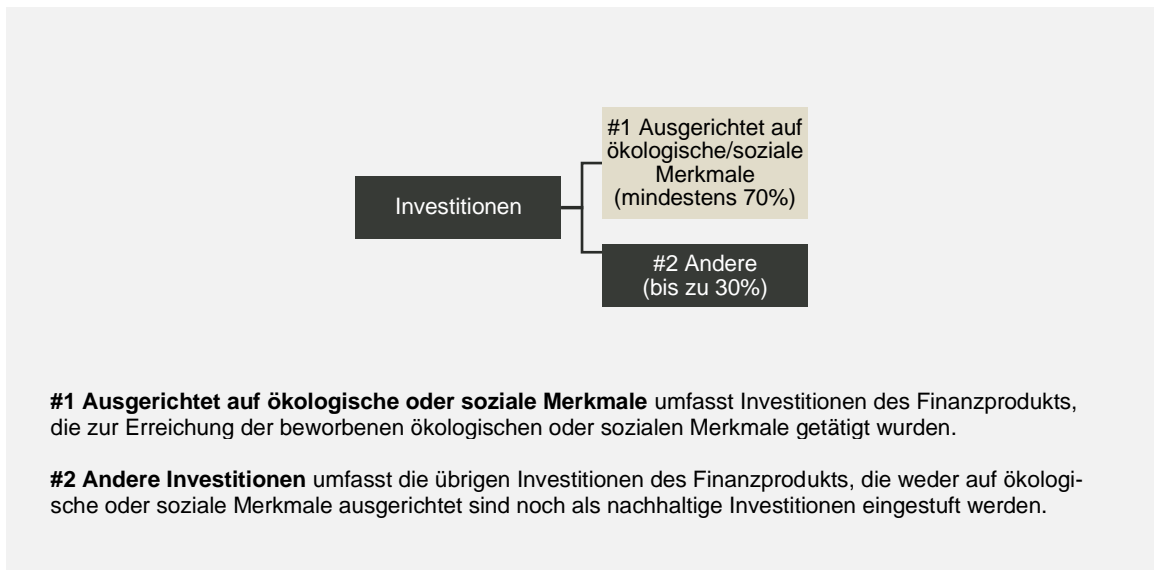 #1 Ausgerichtet auf
ökologische/soziale
Merkmale
(mindestens 70%)
Investitionen
#2 Andere
(bis zu 30%)
#1 Ausgerichtet auf ökologische oder soziale Merkmale umfasst Investitionen des Finanzprodukts,
die zur Erreichung der beworbenen ökologischen oder sozialen Merkmale getätigt wurden.
#2 Andere Investitionen umfasst die übrigen Investitionen des Finanzprodukts, die weder auf ökologi-
sche oder soziale Merkmale ausgerichtet sind noch als nachhaltige Investitionen eingestuft werden.